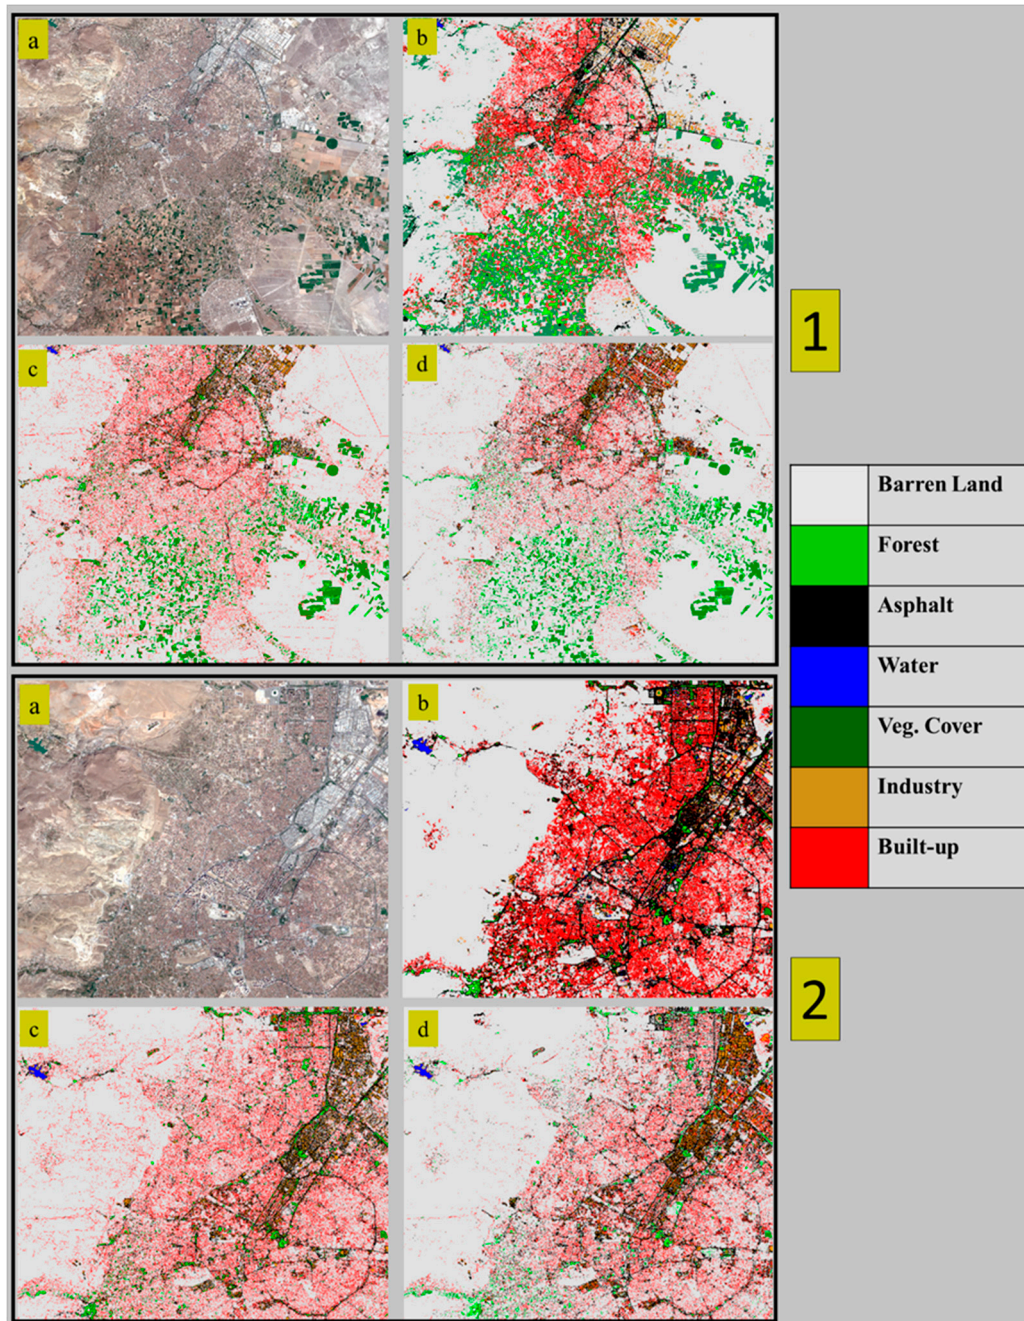 a
b
c
d
1
a
b
c
d
2
Barren Land
Forest
Asphalt
Water
Veg. Cover
Industry
Built-up